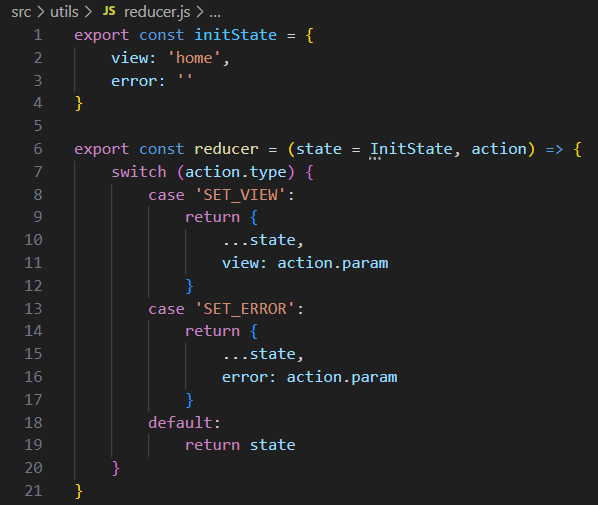 src > utils > JS reducer.js > ...
1 export const initState = {
2     view: 'home',
3     error: ''
4 }
5
6 export const reducer = (state = InitState, action) => {
7     switch (action.type) {
8         case 'SET_VIEW':
9             return {
10                 ...state,
11                 view: action.param
12             }
13         case 'SET_ERROR':
14             return {
15                 ...state,
16                 error: action.param
17             }
18         default:
19             return state
20     }
21 }